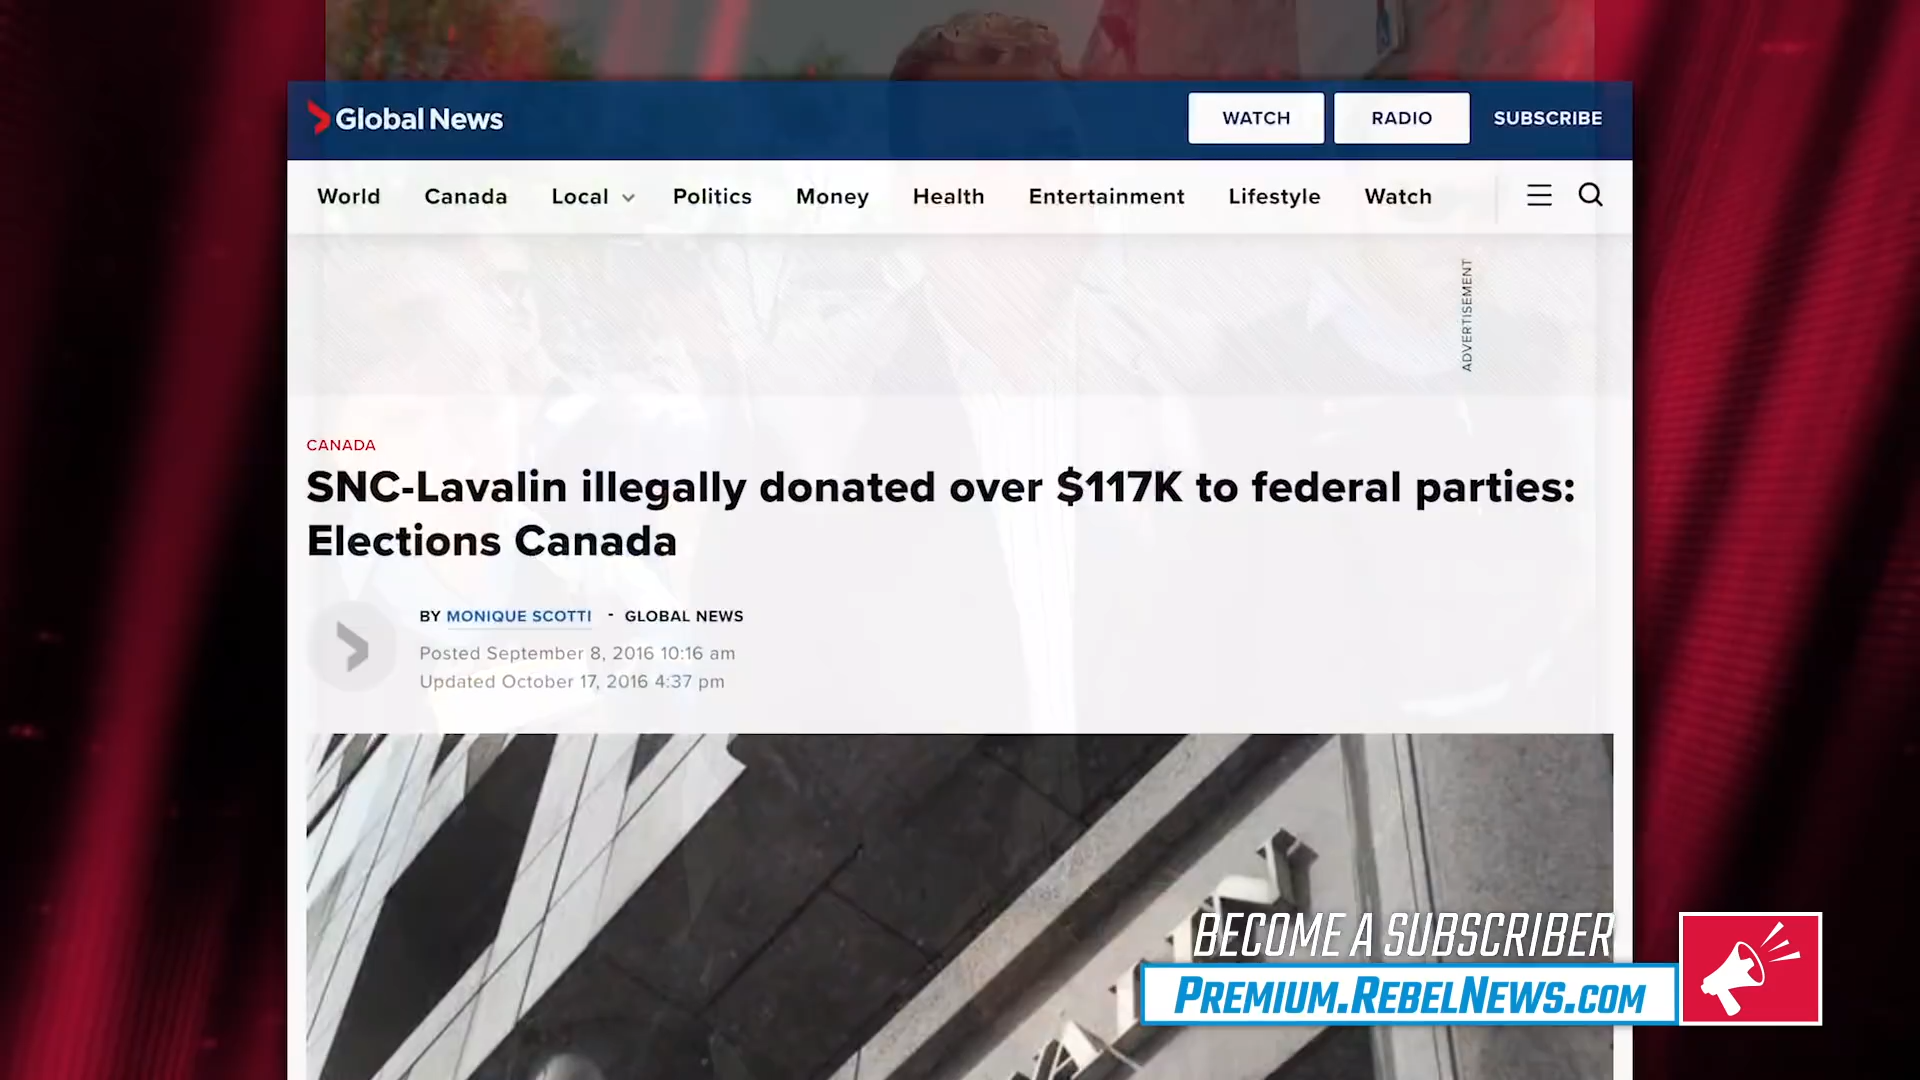 Global News
WATCH
RADIO
SUBSCRIBE
World
Canada
Local
Politics
Money
Health
Entertainment
Lifestyle
Watch
ADVERTISEMENT
CANADA
SNC-Lavalin illegally donated over $117K to federal parties:
Elections Canada
BY MONIQUE SCOTTI - GLOBAL NEWS
Posted September 8, 2016 10:16 am
Updated October 17, 2016 4:37 pm
BECOME A SUBSCRIBER
PREMIUM.REBELNEWS.COM